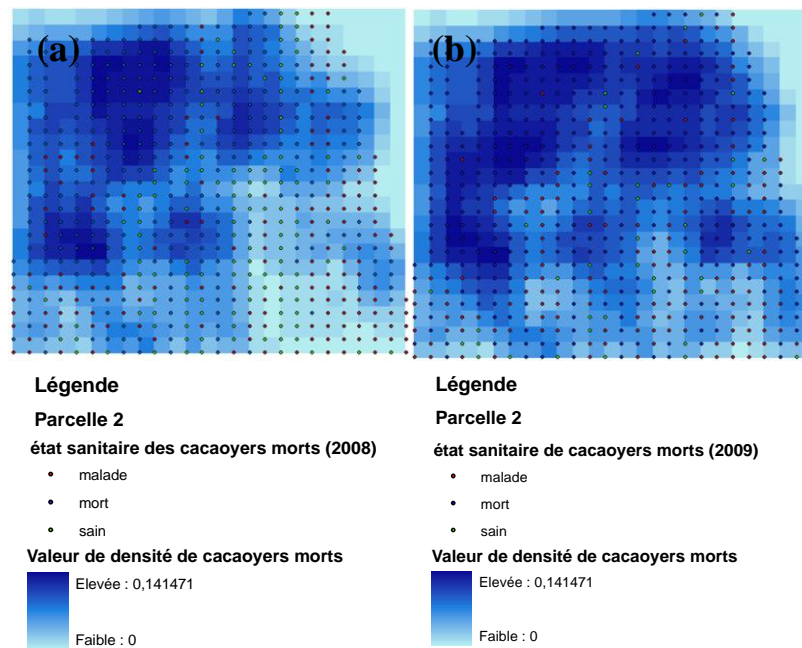 (a)
Légende
Parcelle 2
état sanitaire des cacaoyers morts (2008)
malade
mort
sain
Valeur de densité de cacaoyers morts
Elevée : 0,141471
Faible : 0
(b)
Légende
Parcelle 2
état sanitaire de cacaoyers morts (2009)
malade
mort
sain
Valeur de densité de cacaoyers morts
Elevée : 0,141471
Faible : 0